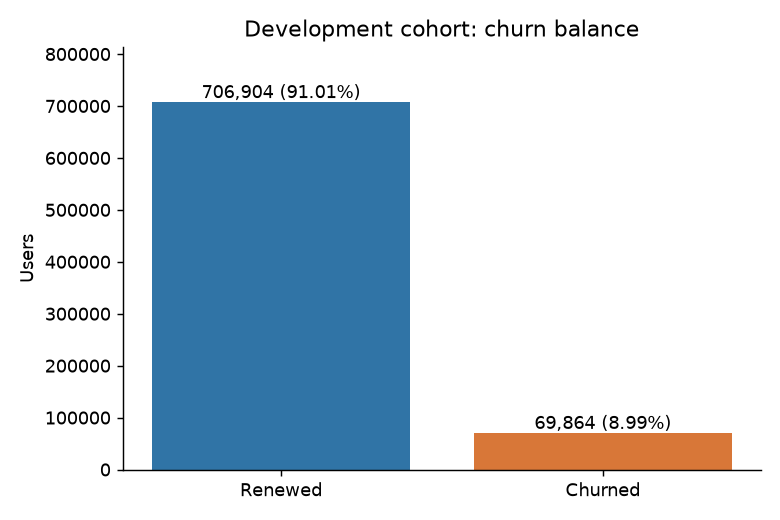 Development cohort: churn balance
800000
700000
600000
500000
400000
300000
200000
100000
0
Users
706,904 (91.01%)
69,864 (8.99%)
Renewed
Churned